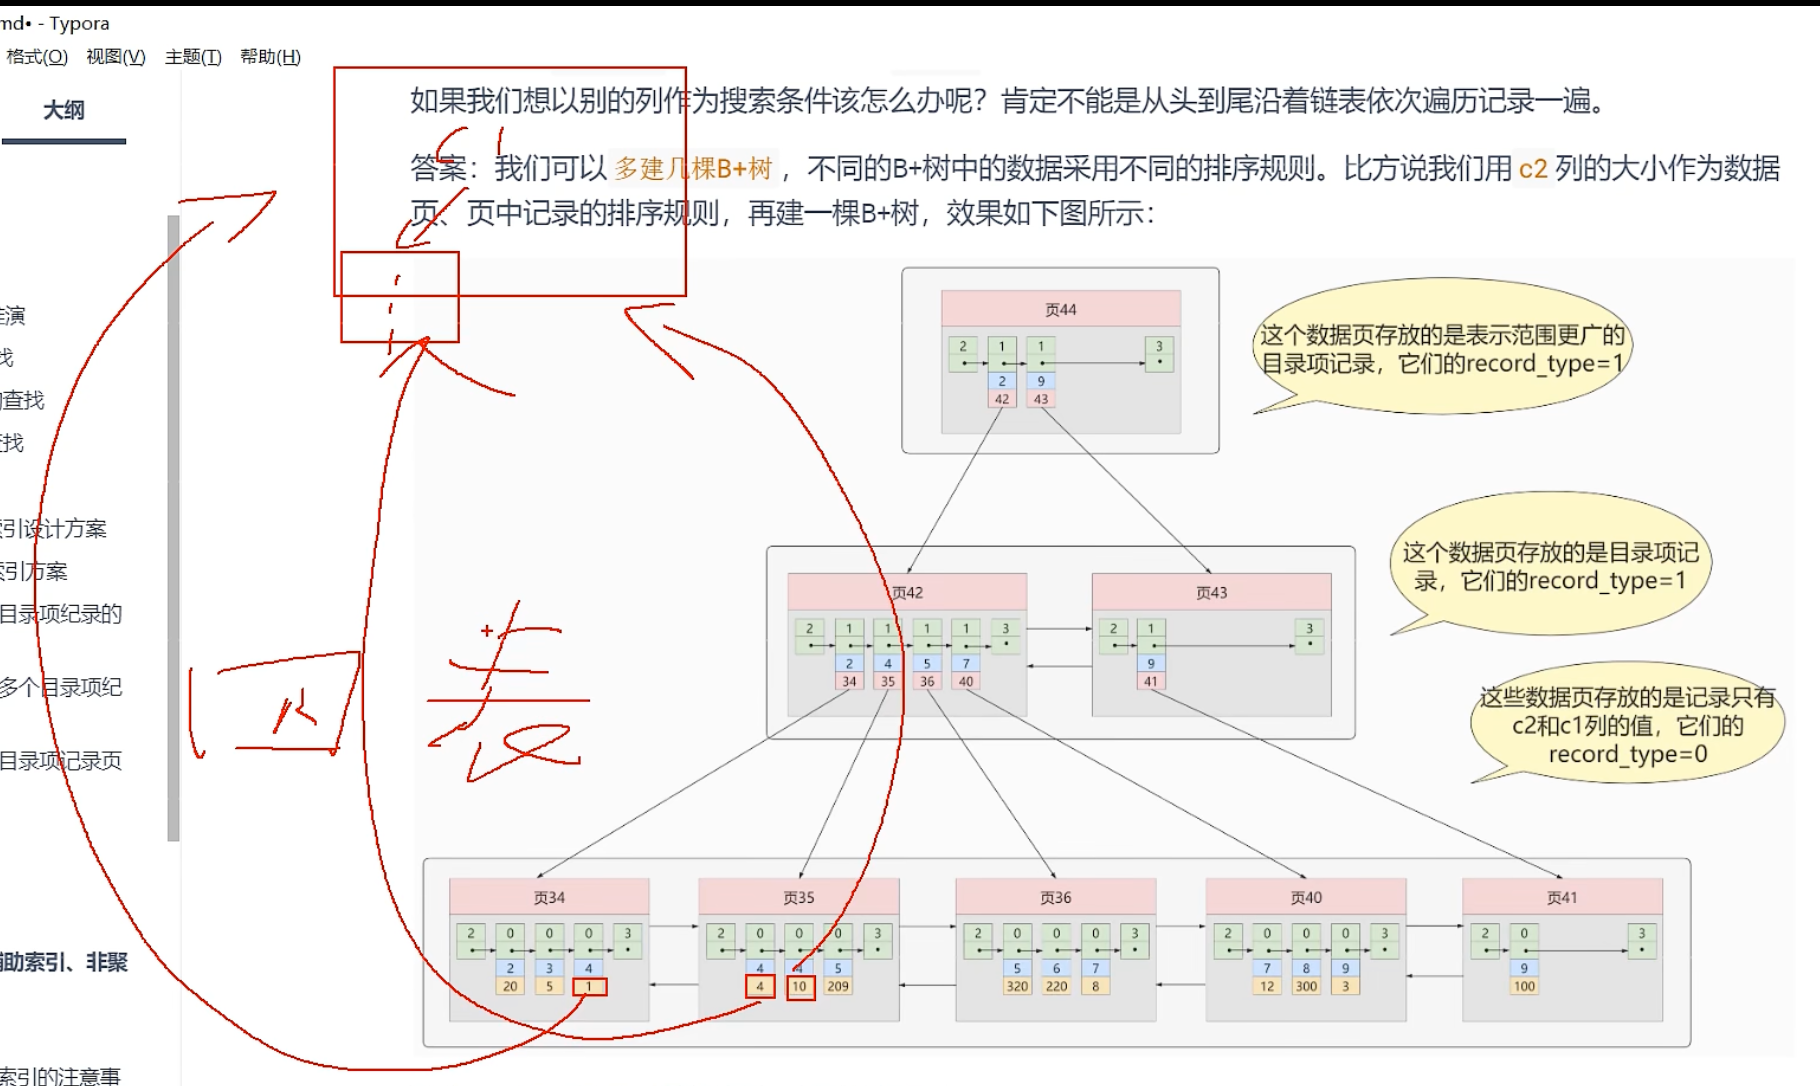 md• - Typora
格式(O) 视图(V) 主题(T) 帮助(H)
大纲
推演
找
的查找
查找
索引设计方案
索引方案
目录项纪录的
多个目录项纪
目录项记录页
辅助索引、非聚
索引的注意事
如果我们想以别的列作为搜索条件该怎么办呢？肯定不能是从头到尾沿着链表依次遍历记录一遍。
答案：我们可以 多建几棵B+树 ，不同的B+树中的数据采用不同的排序规则。比方说我们用 c2 列的大小作为数据
页、页中记录的排序规则，再建一棵B+树，效果如下图所示：
C1
回表
页44
2 1 1 3
2 9
42 43
这个数据页存放的是表示范围更广的
目录项记录，它们的record_type=1
页42
2 1 1 1 1 3
2 4 5 7
34 35 36 40
页43
2 1 3
9
41
这个数据页存放的是目录项记
录，它们的record_type=1
这些数据页存放的是记录只有
c2和c1列的值，它们的
record_type=0
页34
2 0 0 0 3
2 3 4
20 5 1
页35
2 0 0 0 3
4 4 5
4 10 209
页36
2 0 0 0 3
5 6 7
320 220 8
页40
2 0 0 0 3
7 8 9
12 300 3
页41
2 0 3
9
100